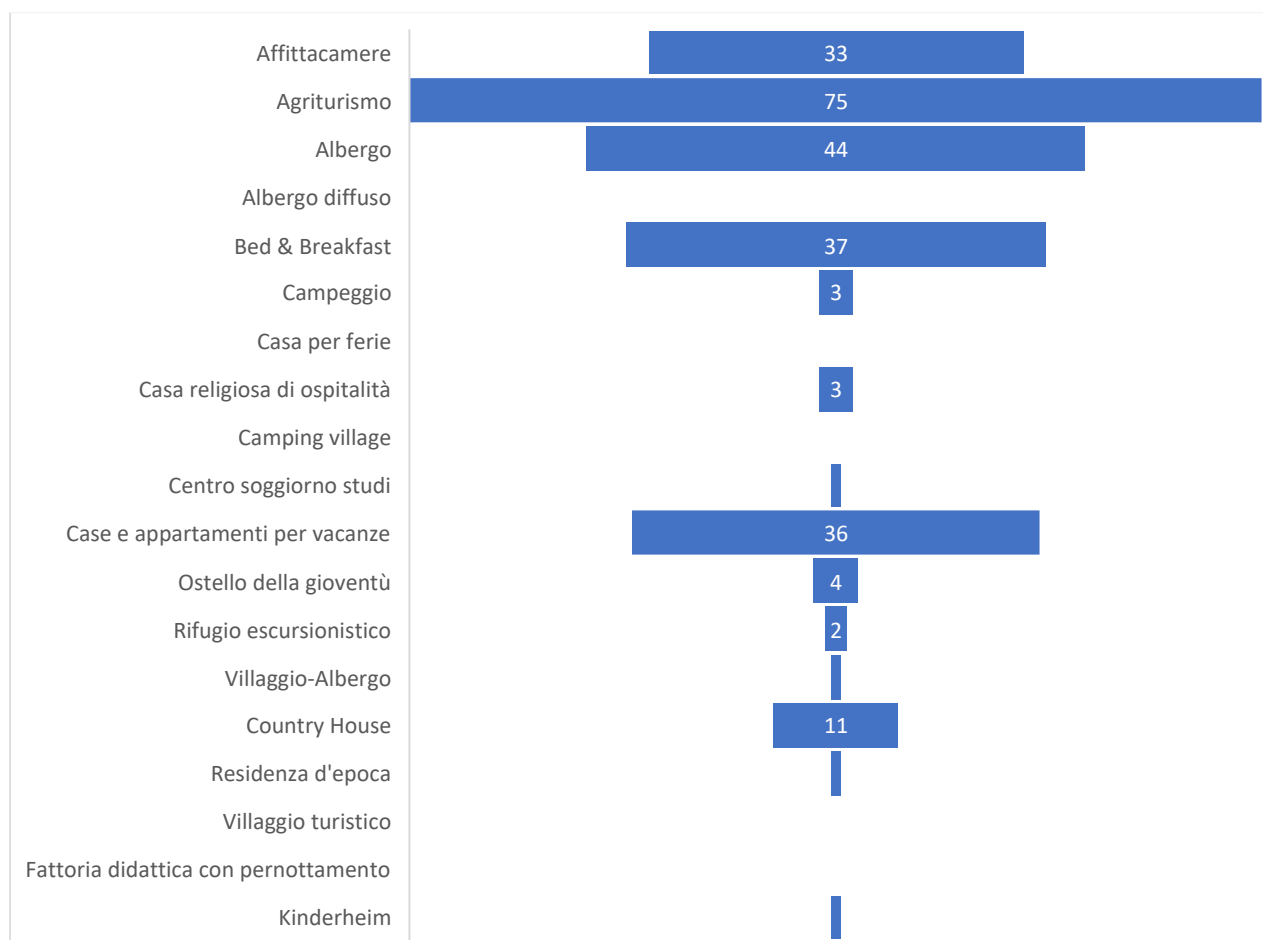 Affittacamere 33
Agriturismo 75
Albergo 44
Albergo diffuso
Bed & Breakfast 37
Campeggio 3
Casa per ferie
Casa religiosa di ospitalità 3
Camping village
Centro soggiorno studi
Case e appartamenti per vacanze 36
Ostello della gioventù 4
Rifugio escursionistico 2
Villaggio-Albergo
Country House 11
Residenza d'epoca
Villaggio turistico
Fattoria didattica con pernottamento
Kinderheim